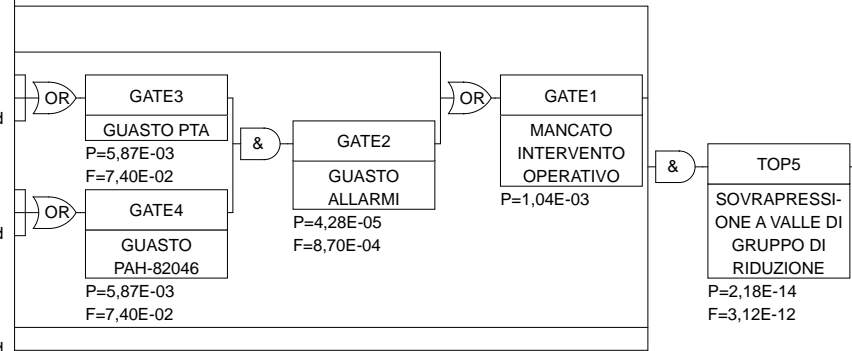 d
OR
GATE3
GUASTO PTA
P=5,87E-03
F=7,40E-02
d
OR
GATE4
GUASTO
PAH-82046
P=5,87E-03
F=7,40E-02
d
&
GATE2
GUASTO
ALLARMI
P=4,28E-05
F=8,70E-04
OR
GATE1
MANCATO
INTERVENTO
OPERATIVO
P=1,04E-03
&
TOP5
SOVRAPRESSI-
ONE A VALLE DI
GRUPPO DI
RIDUZIONE
P=2,18E-14
F=3,12E-12